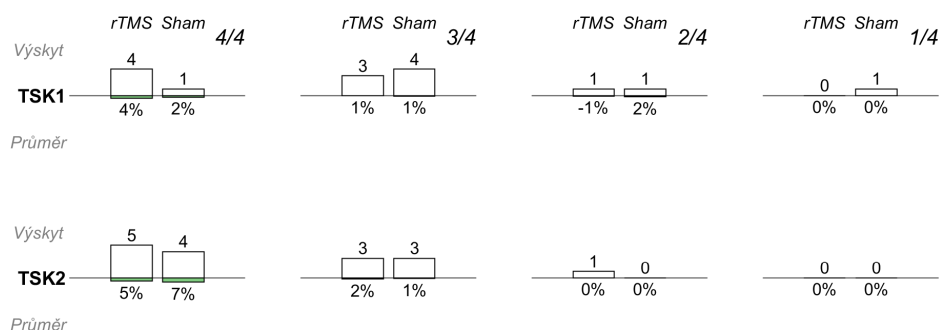 rTMS Sham 4/4 rTMS Sham 3/4 rTMS Sham 2/4 rTMS Sham 1/4
Výskyt
4 1 3 4 1 1 0 1
TSK1
4% 2% 1% 1% -1% 2% 0% 0%
Průměr
Výskyt
5 4 3 3 1 0 0 0
TSK2
5% 7% 2% 1% 0% 0% 0% 0%
Průměr